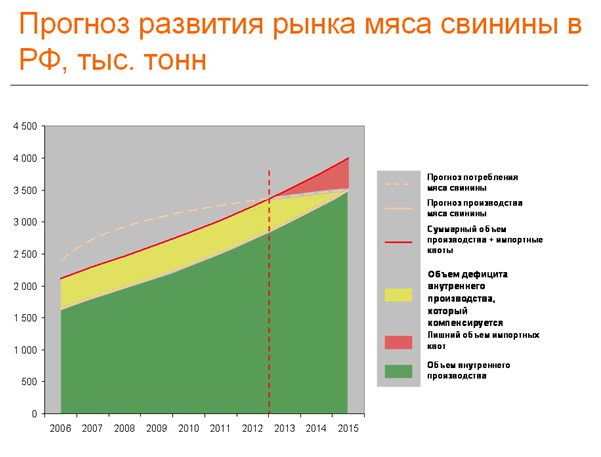 Прогноз развития рынка мяса свинины в
РФ, тыс. тонн
4 500
4 000
3 500
3 000
2 500
2 000
1 500
1 000
500
0
2006 2007 2008 2009 2010 2011 2012 2013 2014 2015
Прогноз потребления
мяса свинины
Прогноз производства
мяса свинины
Суммарный объем
производства + импортные
квоты
Объем дефицита
внутреннего
производства,
который
компенсируется
Лишний объем импортных
квот
Объем внутреннего
производства